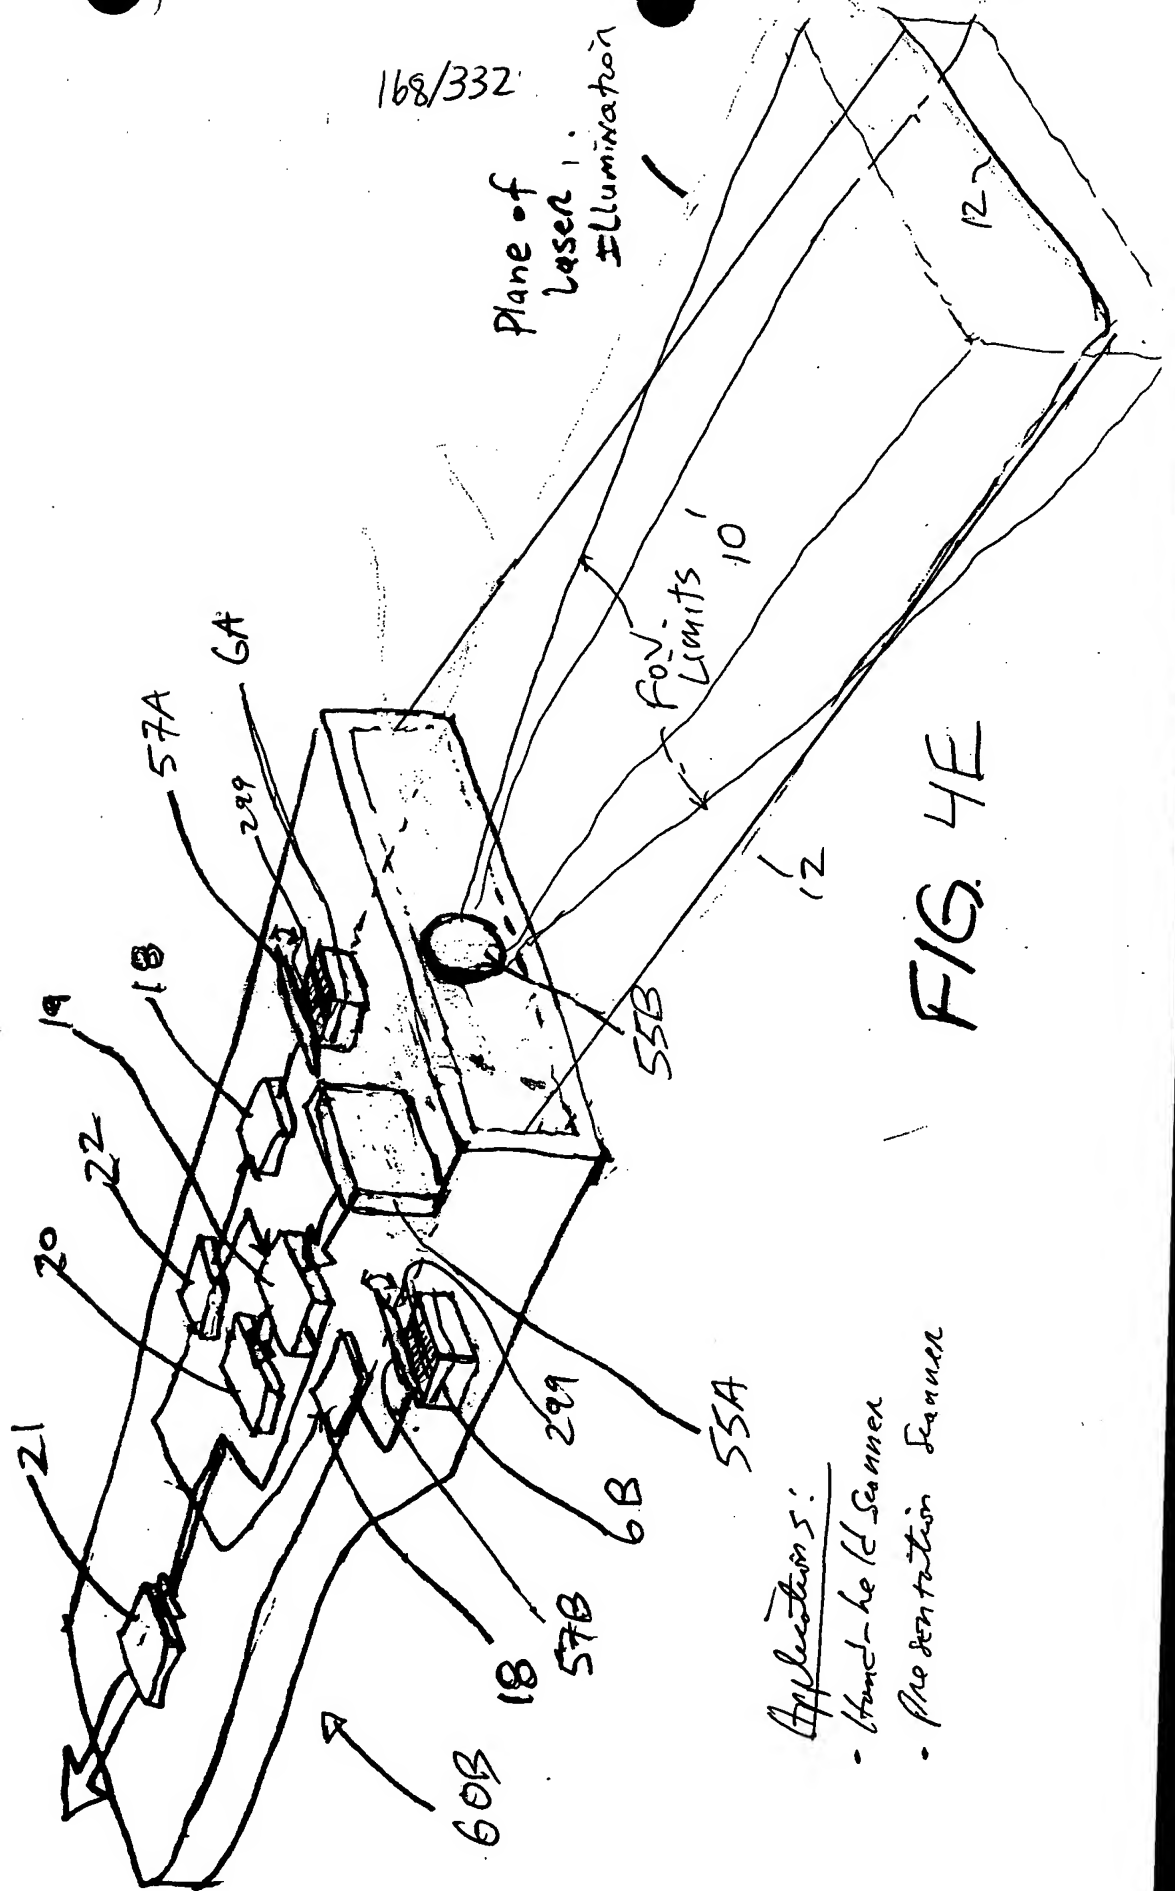 168/332
Plane of
Laser
Illumination
12
FOV
Limits
10'
12
6A
57A
299
18
19
22
20
21
55B
FIG. 4E
299
55A
6B
57B
18
60B
Applications:
• Hand-held Scanner
• Presentation Scanner